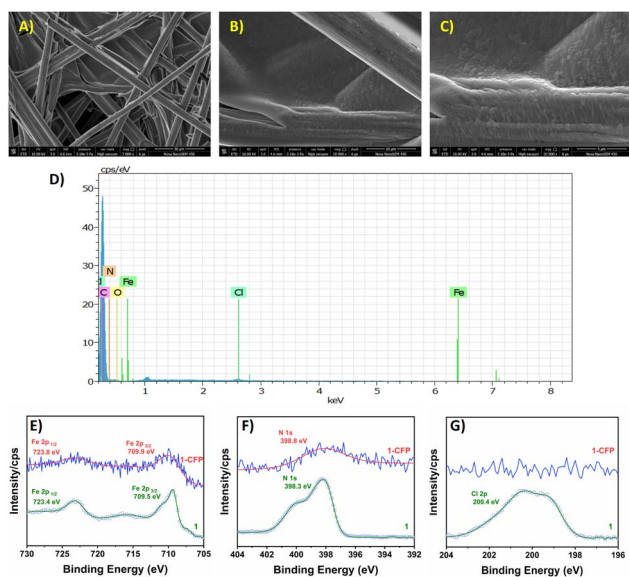 A)
B)
C)
D)
cps/eV
50
40
30
20
10
0
N
Fe
C
O
Cl
Fe
1
2
3
4
5
6
7
8
keV
E)
Fe 2p 1/2
723.8 eV
Fe 2p 3/2
709.9 eV
1-CFP
Fe 2p1/2
723.4 eV
Fe 2p3/2
709.5 eV
1
Intensity/cps
730
725
720
715
710
705
Binding Energy (eV)
F)
N 1s
398.8 eV
1-CFP
N 1s
398.3 eV
1
Intensity/cps
404
402
400
398
396
394
392
Binding Energy (eV)
G)
1-CFP
Cl 2p
200.4 eV
1
Intensity/cps
204
202
200
198
196
Binding Energy (eV)